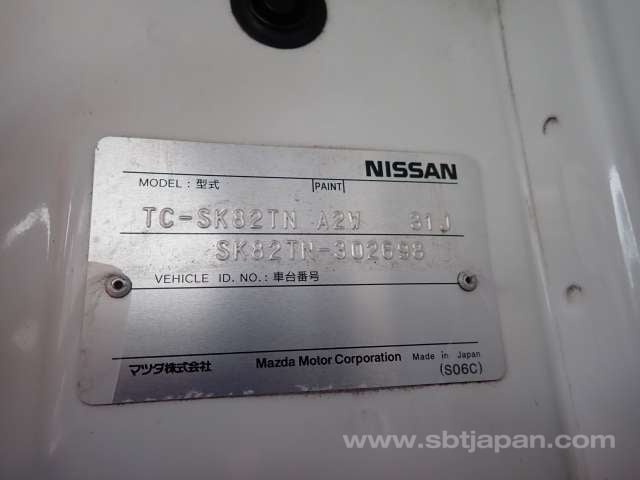 NISSAN
MODEL : 型式 PAINT
TC-SK82TN A2W 31J
SK82TN-302698
VEHICLE ID. NO. : 車台番号
マツダ株式会社 Mazda Motor Corporation Made in Japan
(S06C)
www.sbtjapan.com